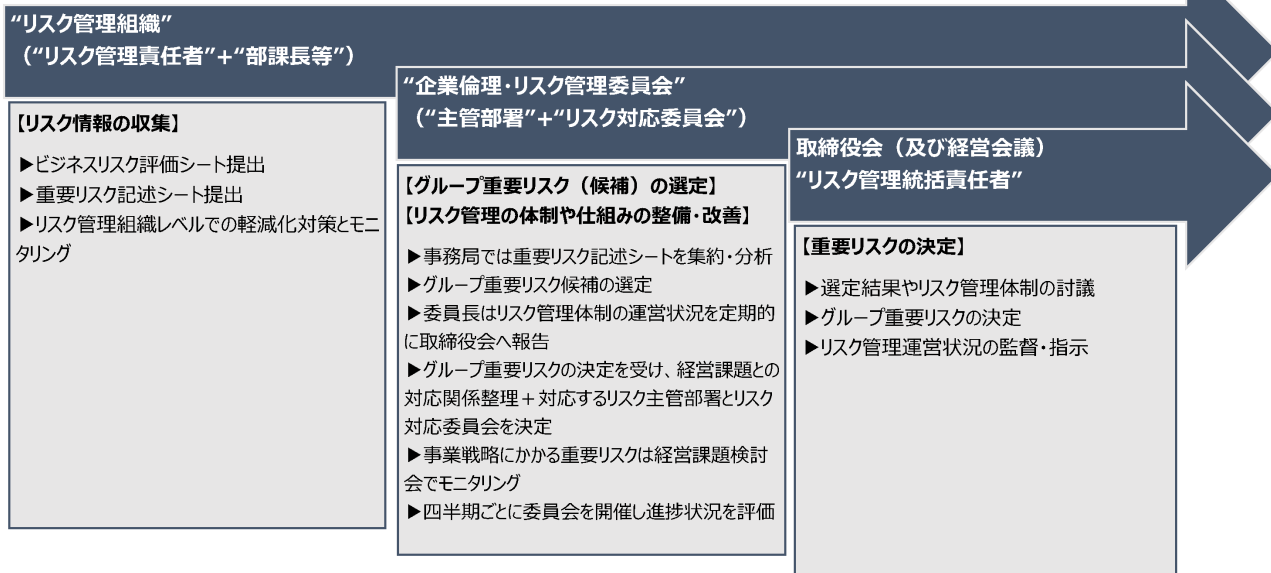 “リスク管理組織”
（“リスク管理責任者”+“部課長等”）
【リスク情報の収集】
▶ビジネスリスク評価シート提出
▶重要リスク記述シート提出
▶リスク管理組織レベルでの軽減化対策とモニ
タリング
“企業倫理・リスク管理委員会”
（“主管部署”+“リスク対応委員会”）
【グループ重要リスク（候補）の選定】
【リスク管理の体制や仕組みの整備・改善】
▶事務局では重要リスク記述シートを集約・分析
▶グループ重要リスク候補の選定
▶委員長はリスク管理体制の運営状況を定期的
に取締役会へ報告
▶グループ重要リスクの決定を受け、経営課題との
対応関係整理＋対応するリスク主管部署とリスク
対応委員会を決定
▶事業戦略にかかる重要リスクは経営課題検討
会でモニタリング
▶四半期ごとに委員会を開催し進捗状況を評価
取締役会（及び経営会議）
“リスク管理統括責任者”
【重要リスクの決定】
▶選定結果やリスク管理体制の討議
▶グループ重要リスクの決定
▶リスク管理運営状況の監督・指示